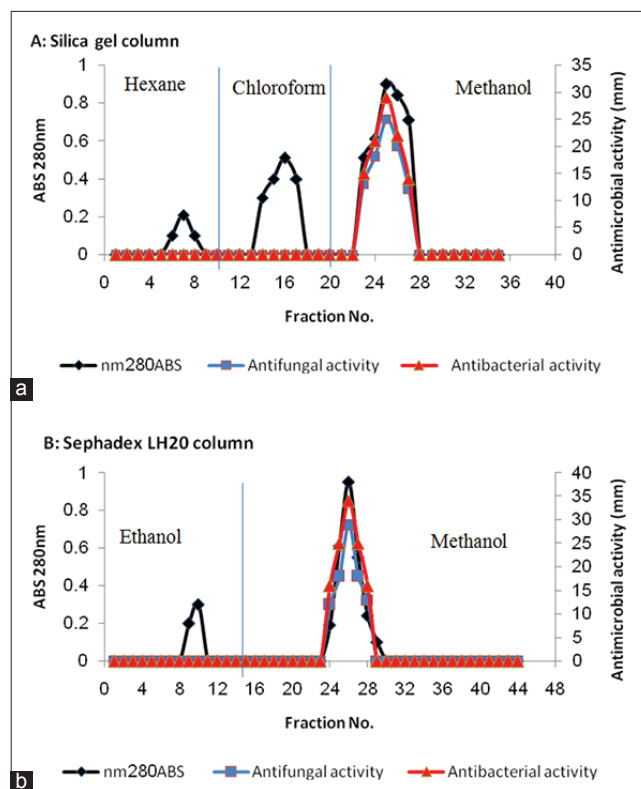 A: Silica gel column
Hexane Chloroform Methanol
ABS 280nm
1
0.8
0.6
0.4
0.2
0
35
30
25
20
15
10
5
0
Antimicrobial activity (mm)
0 4 8 12 16 20 24 28 32 36
Fraction No.
nm280ABS Antifungal activity Antibacterial activity
a
B: Sephadex LH20 column
Ethanol Methanol
ABS 280nm
1
0.8
0.6
0.4
0.2
0
40
35
30
25
20
15
10
5
0
Antimicrobial activity (mm)
0 4 8 12 16 20 24 28 32 36 40 44 48
Fraction No.
nm280ABS Antifungal activity Antibacterial activity
b